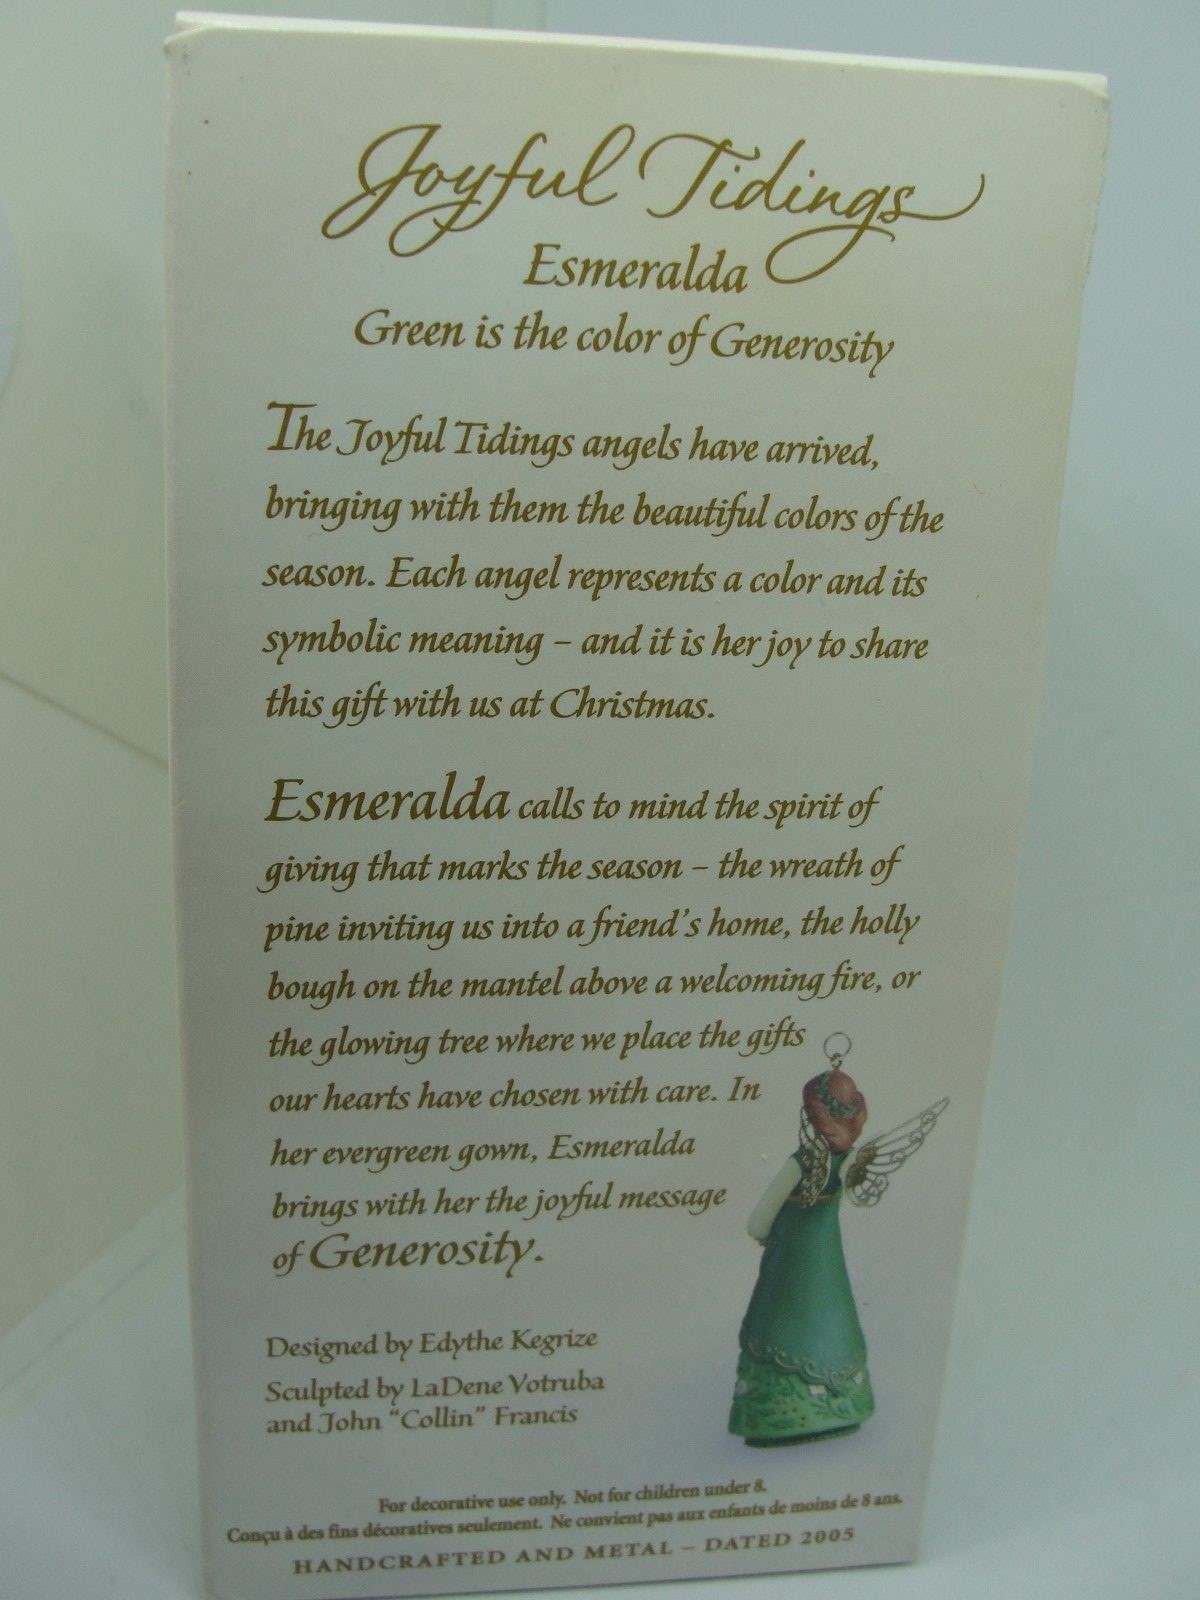 Joyful Tidings
Esmeralda
Green is the color of Generosity
The Joyful Tidings angels have arrived,
bringing with them the beautiful colors of the
season. Each angel represents a color and its
symbolic meaning – and it is her joy to share
this gift with us at Christmas.
Esmeralda calls to mind the spirit of
giving that marks the season – the wreath of
pine inviting us into a friend's home, the holly
bough on the mantel above a welcoming fire, or
the glowing tree where we place the gifts
our hearts have chosen with care. In
her evergreen gown, Esmeralda
brings with her the joyful message
of Generosity.
Designed by Edythe Kegrize
Sculpted by LaDene Votruba
and John "Collin" Francis
For decorative use only. Not for children under 8.
Conçu à des fins décoratives seulement. Ne convient pas aux enfants de moins de 8 ans.
HANDCRAFTED AND METAL – DATED 2005